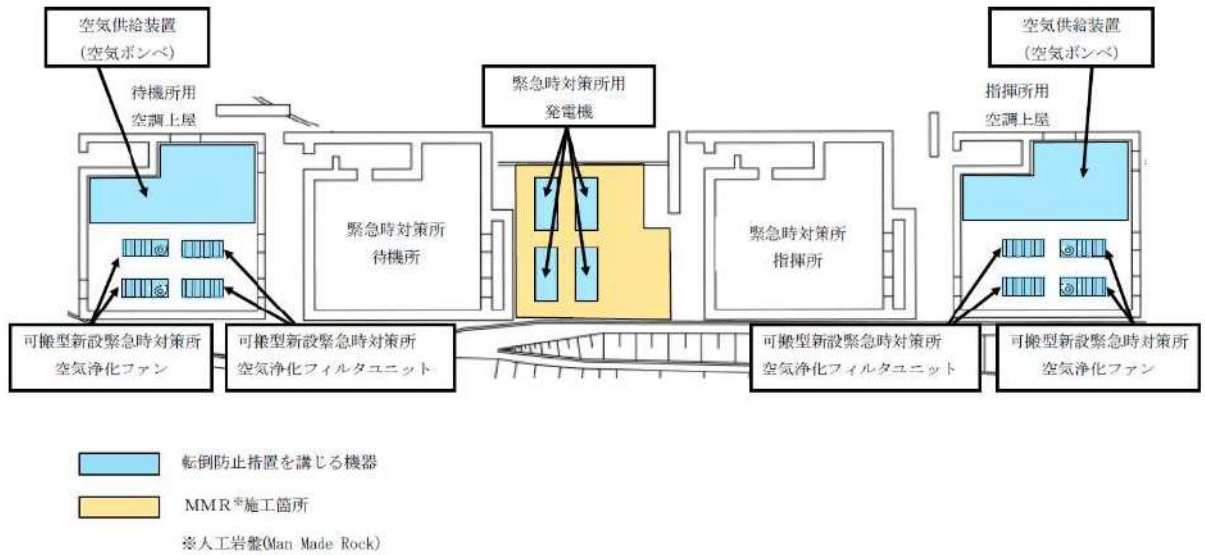 空気供給装置
(空気ボンベ)
待機所用
空調上屋
緊急時対策所用
発電機
空気供給装置
(空気ボンベ)
指揮所用
空調上屋
緊急時対策所
待機所
緊急時対策所
指揮所
可搬型新設緊急時対策所
空気浄化ファン
可搬型新設緊急時対策所
空気浄化フィルタユニット
可搬型新設緊急時対策所
空気浄化フィルタユニット
可搬型新設緊急時対策所
空気浄化ファン
転倒防止措置を講じる機器
MMR※施工箇所
※人工岩盤(Man Made Rock)